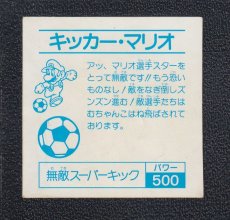 キッカー・マリオ
アッ、マリオ選手スターを
とって無敵です!!もう恐い
ものなし!敵をなぎ倒しズ
ンズン進む!敵選手たちは
むちゃんこはね飛ばされて
おります。
無敵スーパーキック
パワー
500